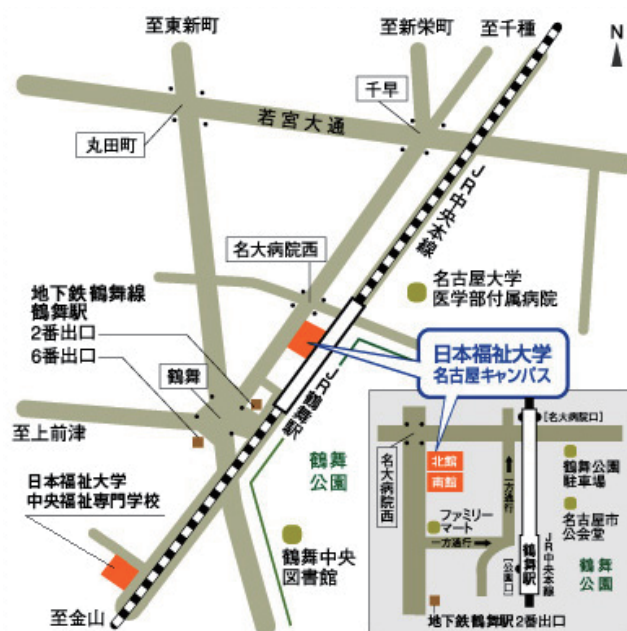 至東新町
至新栄町
至千種
N
千早
若宮大通
丸田町
JR中央本線
名大病院西
名古屋大学
医学部付属病院
地下鉄鶴舞線
鶴舞駅
2番出口
6番出口
日本福祉大学
名古屋キャンパス
鶴舞
JR鶴舞駅
至上前津
鶴舞
公園
日本福祉大学
中央福祉専門学校
鶴舞中央
図書館
至金山
[名大病院口]
名大病院西
北館
南館
一方通行
鶴舞公園
駐車場
ファミリー
マート
名古屋市
公会堂
一方通行
[公園口]
鶴舞駅
JR中央本線
鶴舞
公園
地下鉄鶴舞駅2番出口